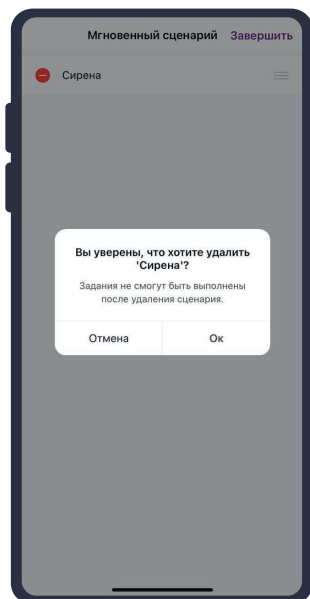 Мгновенный сценарий Завершить
Сирена
Вы уверены, что хотите удалить
'Сирена'?
Задания не смогут быть выполнены
после удаления сценария.
Отмена Ок